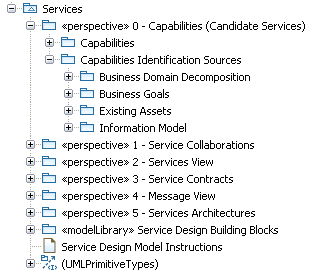 Services
«perspective» 0 - Capabilities (Candidate Services)
Capabilities
Capabilities Identification Sources
Business Domain Decomposition
Business Goals
Existing Assets
Information Model
«perspective» 1 - Service Collaborations
«perspective» 2 - Services View
«perspective» 3 - Service Contracts
«perspective» 4 - Message View
«perspective» 5 - Services Architectures
«modelLibrary» Service Design Building Blocks
Service Design Model Instructions
(UMLPrimitiveTypes)